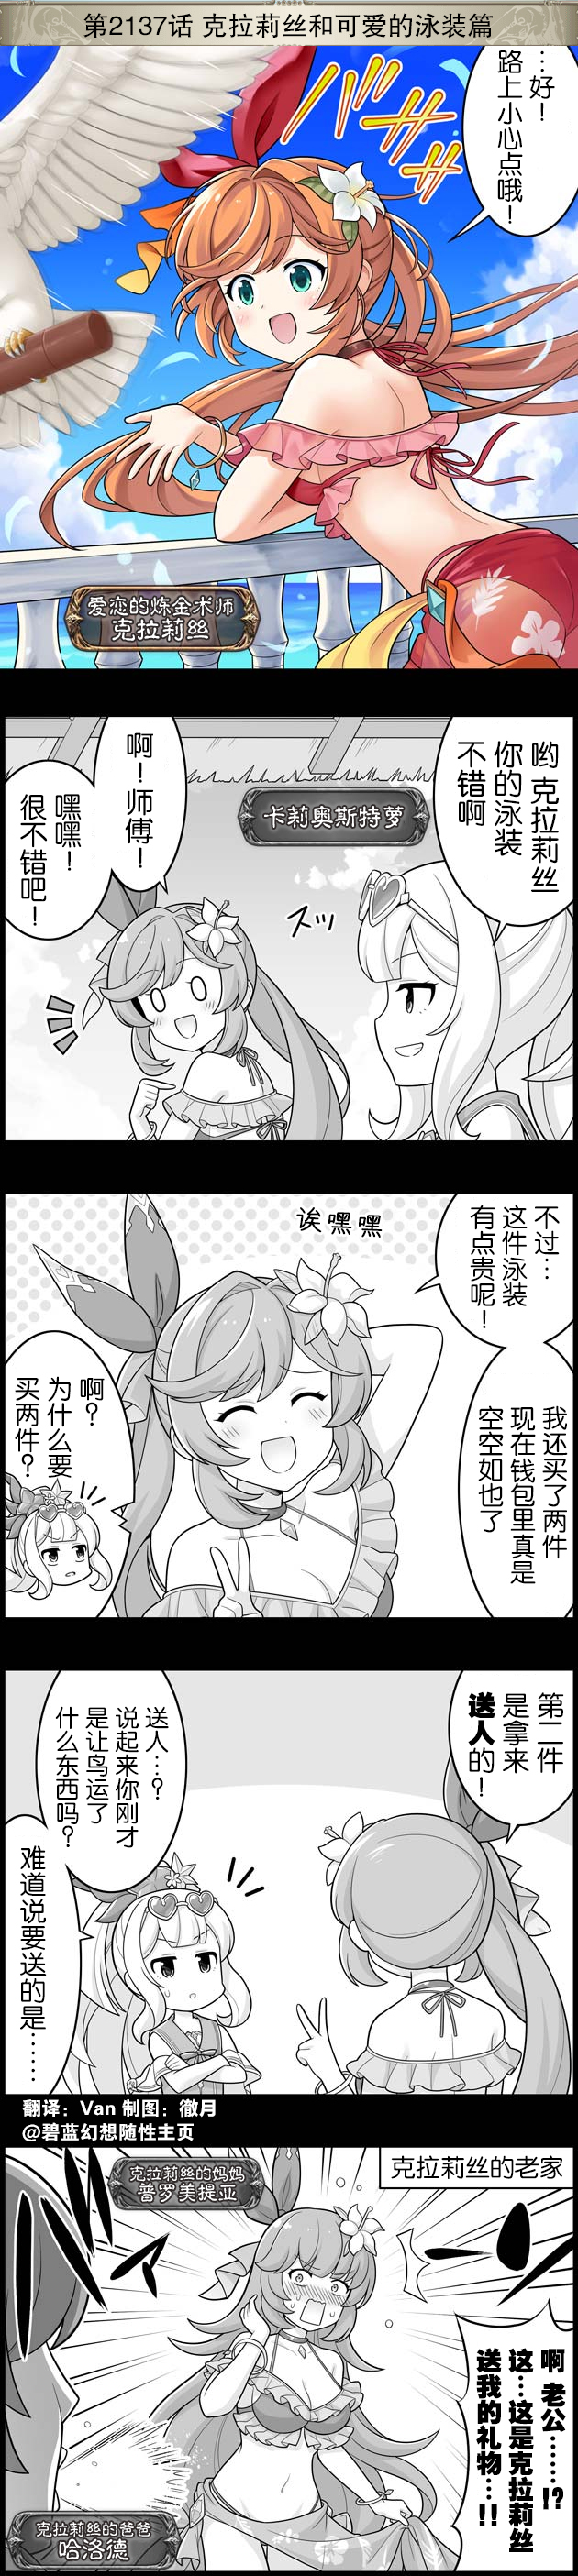 第2137话 克拉莉丝和可爱的泳装篇
…好！
路上小心点哦！
バサササ
爱恋的炼金术师
克拉莉丝
哟 克拉莉丝
你的泳装
不错啊
卡莉奥斯特萝
啊！师傅！
嘿嘿！
很不错吧！
スッ
不过…
这件泳装
有点贵呢！
诶嘿嘿
我还买了两件
现在钱包里真是
空空如也了
啊？
为什么要
买两件？
第二件
是拿来
送人的！
送人…？
说起来你刚才
是让鸟运了
什么东西吗？
难道说要送的是……
翻译：Van 制图：徹月
@碧蓝幻想随性主页
克拉莉丝的老家
克拉莉丝的妈妈
普罗美提亚
啊 老公……!?
这…这是克拉莉丝
送我的礼物…!!
克拉莉丝的爸爸
哈洛德